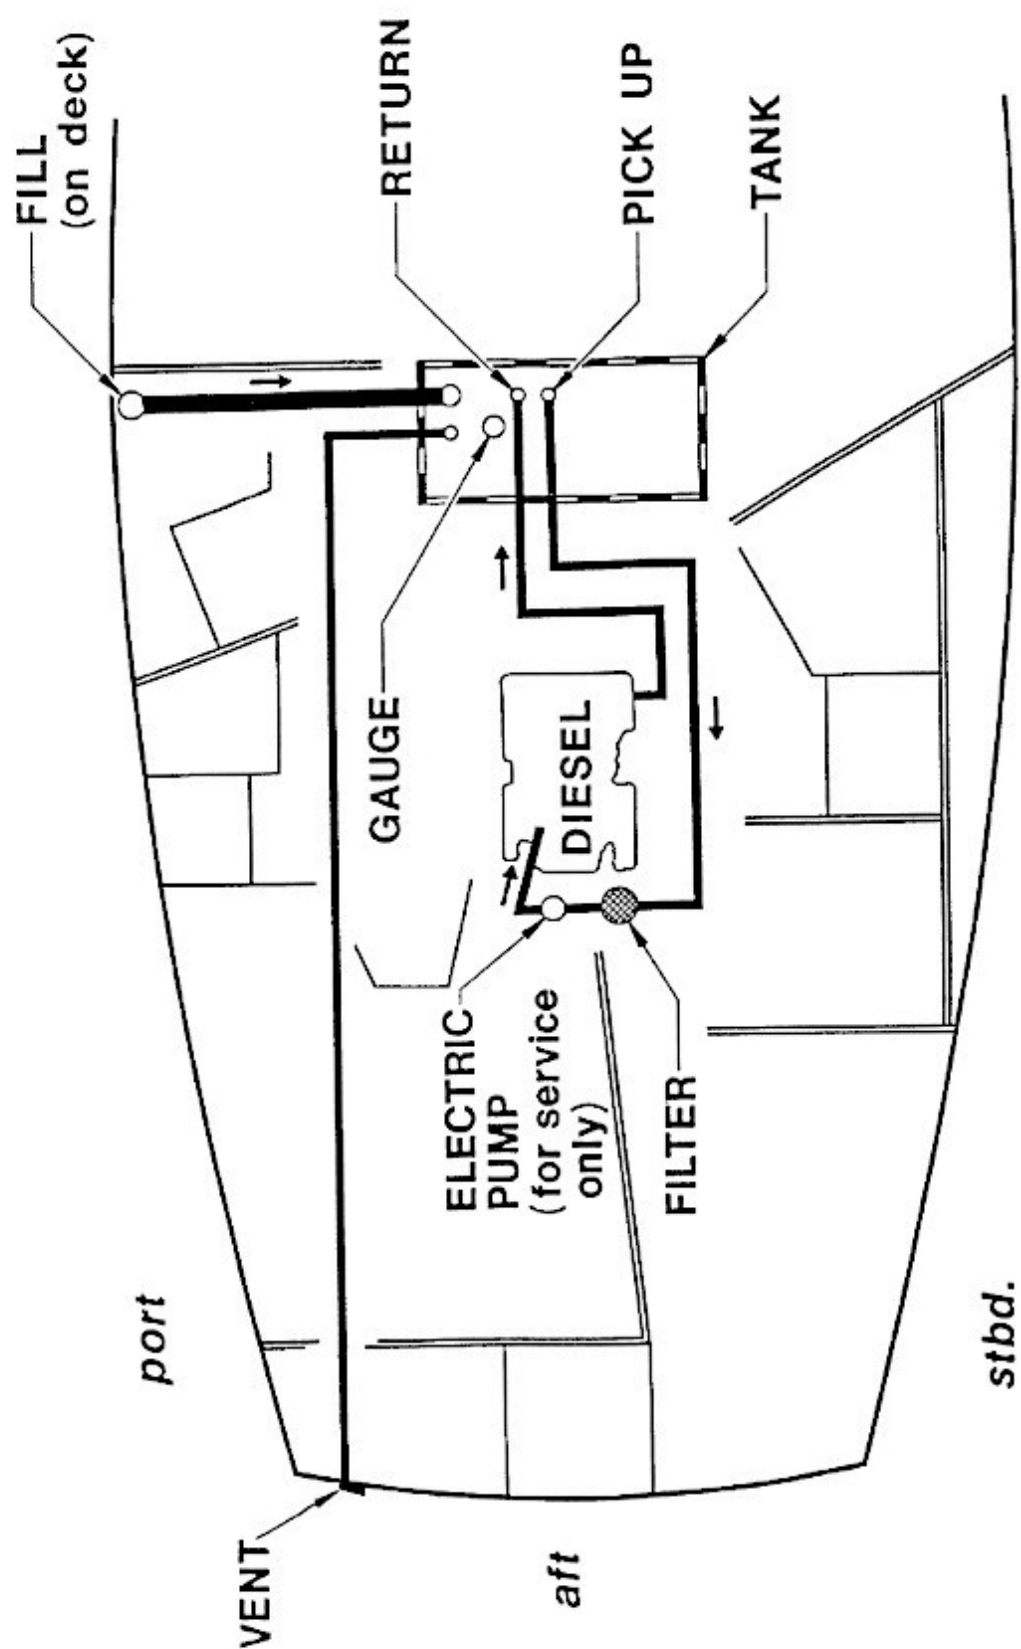 FILL
(on deck)
RETURN
PICK UP
TANK
GAUGE
DIESEL
ELECTRIC
PUMP
(for service
only)
FILTER
port
stbd.
VENT
aft